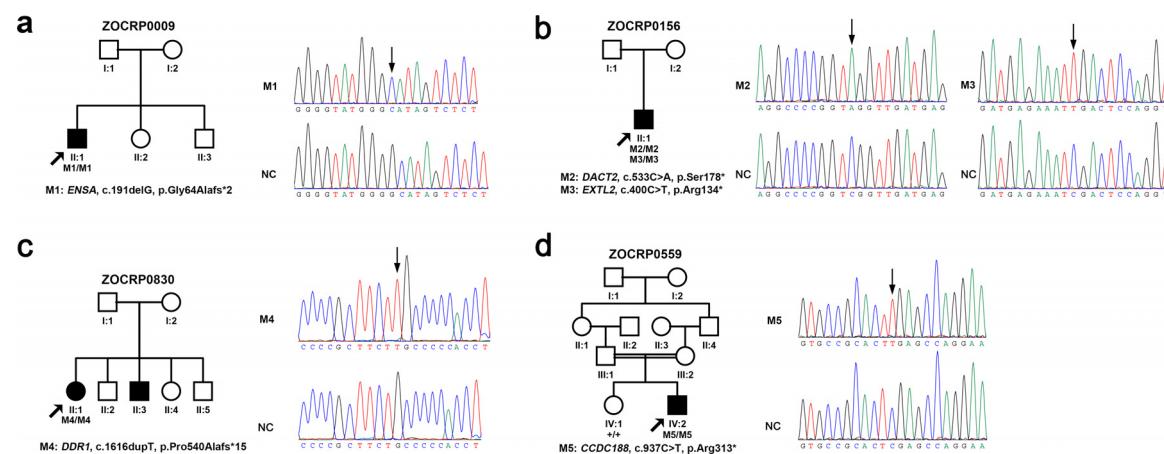 a
ZOCRP0009
I:1
I:2
II:1
M1/M1
II:2
II:3
M1: ENSA, c.191delG, p.Gly64Alafs*2
M1
G G G G T A T G G G C A T A G T C T C T
NC
G G G G T A T G G G G C A T A G T C T C T
b
ZOCRP0156
I:1
I:2
II:1
M2/M2
M3/M3
M2: DACT2, c.533C>A, p.Ser178*
M3: EXTL2, c.400C>T, p.Arg134*
M2
A G G C C C C G G T A G G T T G A T G A G
NC
A G G C C C C G G T C G G T T G A T G A G
M3
G A T G A G A A A T T G A C T C C A G G
NC
G A T G A G A A A T C G A C T C C A G G
c
ZOCRP0830
I:1
I:2
II:1
M4/M4
II:2
II:3
II:4
II:5
M4: DDR1, c.1616dupT, p.Pro540Alafs*15
M4
C C C C G C T T C T T G C C C C C A C C T
NC
C C C C G C T T C T G C C C C C A C C T
d
ZOCRP0559
I:1
I:2
II:1
II:2
II:3
II:4
III:1
III:2
IV:1
+/+
IV:2
M5/M5
M5: CCDC188, c.937C>T, p.Arg313*
M5
G T G C C G C A C T T G A G C C A G G A A
NC
G T G C C G C A C T C G A G C C A G G A A